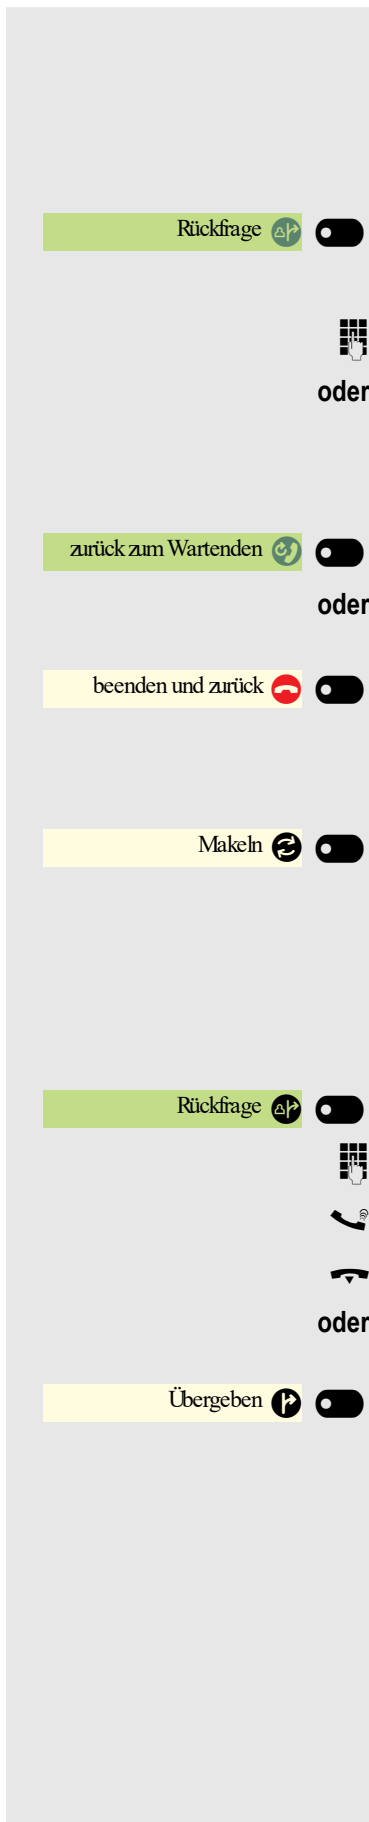 Rückfrage
oder
zurück zum Wartenden
oder
beenden und zurück
Makeln
Rückfrage
oder
Übergeben